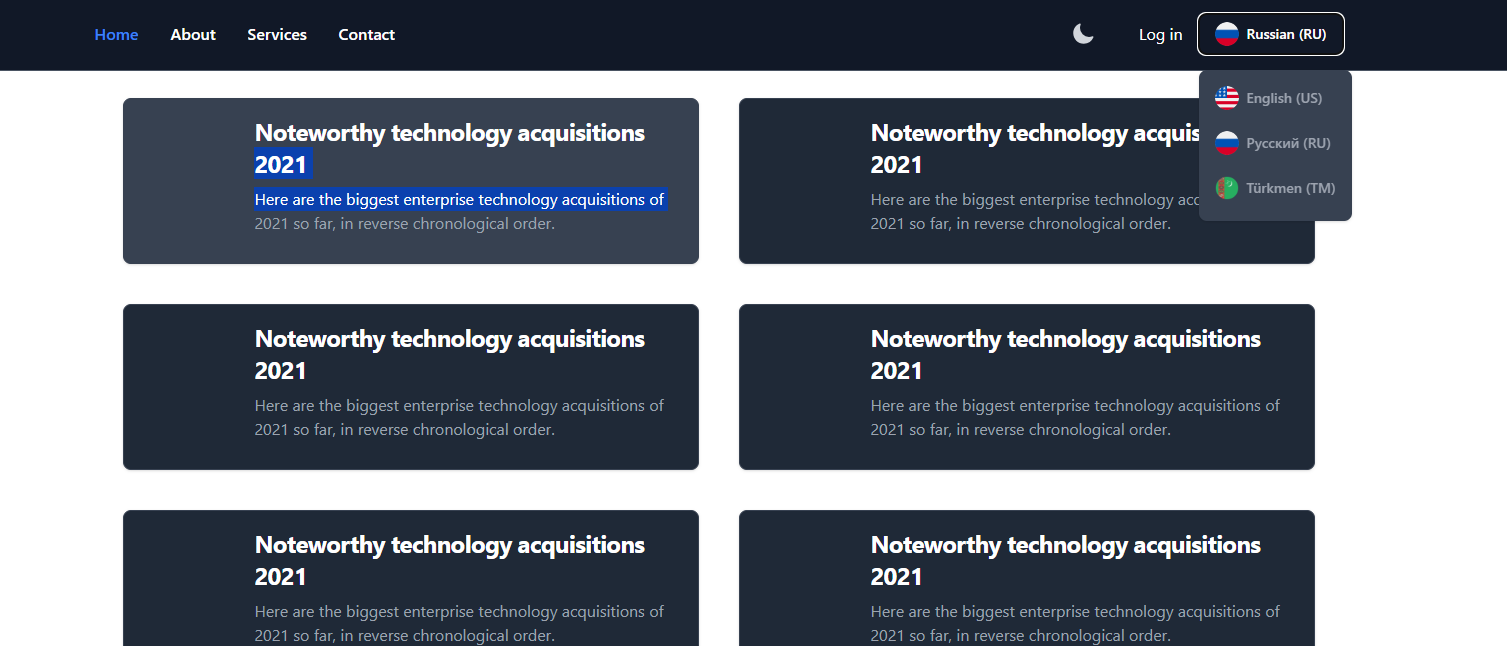 Home About Services Contact Log in Russian (RU)
English (US)
Русский (RU)
Türkmen (TM)
Noteworthy technology acquisitions
2021
Here are the biggest enterprise technology acquisitions of
2021 so far, in reverse chronological order.
Noteworthy technology acquis
2021
Here are the biggest enterprise technology
2021 so far, in reverse chronological order.
Noteworthy technology acquisitions
2021
Here are the biggest enterprise technology acquisitions of
2021 so far, in reverse chronological order.
Noteworthy technology acquisitions
2021
Here are the biggest enterprise technology acquisitions of
2021 so far, in reverse chronological order.
Noteworthy technology acquisitions
2021
Here are the biggest enterprise technology acquisitions of
2021 so far, in reverse chronological order.
Noteworthy technology acquisitions
2021
Here are the biggest enterprise technology acquisitions of
2021 so far, in reverse chronological order.